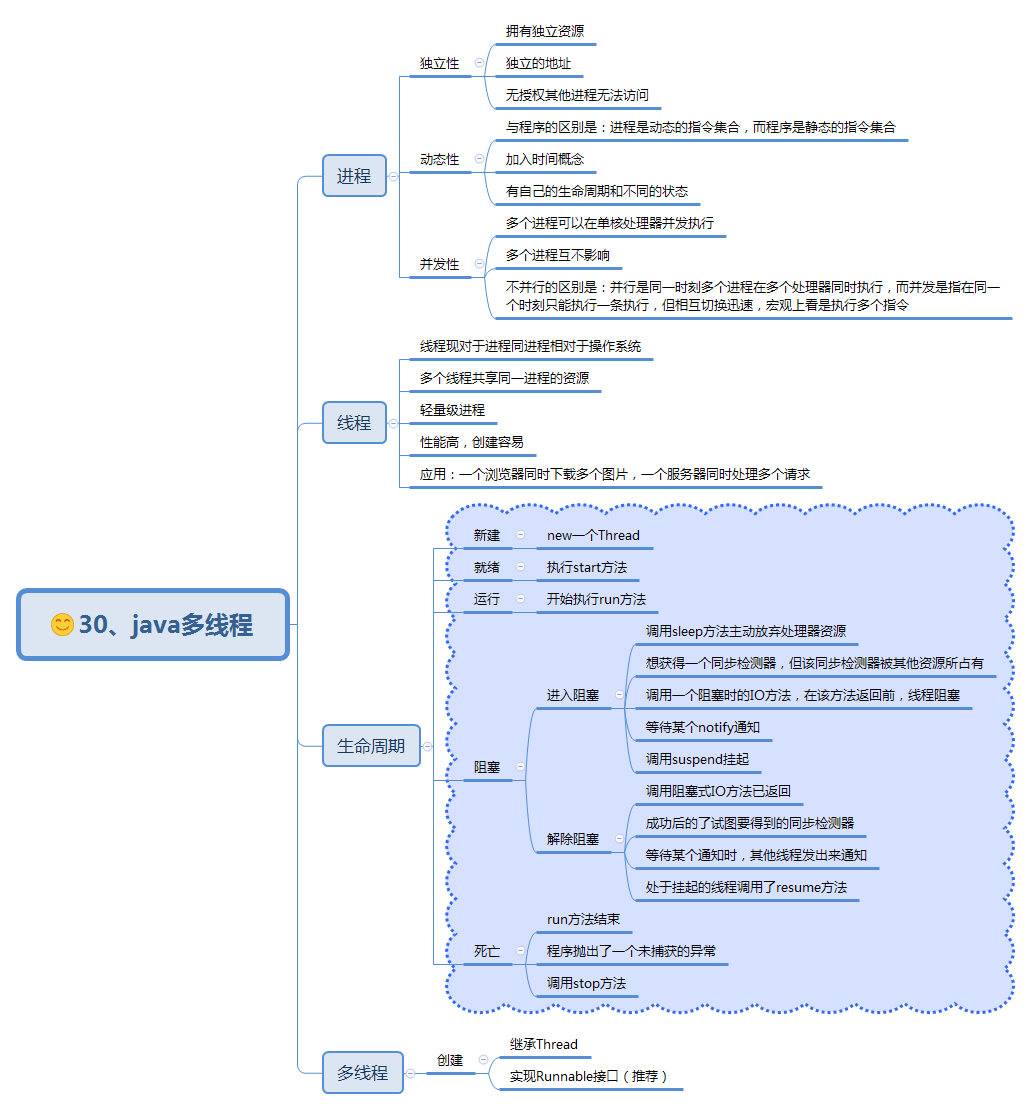 拥有独立资源
独立性
独立的地址
无授权其他进程无法访问
与程序的区别是：进程是动态的指令集合，而程序是静态的指令集合
进程
动态性
加入时间概念
有自己的生命周期和不同的状态
多个进程可以在单核处理器并发执行
并发性
多个进程互不影响
不并行的区别是：并行是同一时刻多个进程在多个处理器同时执行，而并发是指在同一
个时刻只能执行一条执行，但相互切换迅速，宏观上看是执行多个指令
线程现对于进程同进程相对于操作系统
多个线程共享同一进程的资源
线程
轻量级进程
性能高，创建容易
应用：一个浏览器同时下载多个图片，一个服务器同时处理多个请求
30、java多线程
新建
new一个Thread
就绪
执行start方法
运行
开始执行run方法
调用sleep方法主动放弃处理器资源
想获得一个同步检测器，但该同步检测器被其他资源所占有
进入阻塞
调用一个阻塞时的IO方法，在该方法返回前，线程阻塞
等待某个notify通知
生命周期
阻塞
调用suspend挂起
调用阻塞式IO方法已返回
成功后的了试图要得到的同步检测器
解除阻塞
等待某个通知时，其他线程发出来通知
处于挂起的线程调用了resume方法
run方法结束
死亡
程序抛出了一个未捕获的异常
调用stop方法
多线程
创建
继承Thread
实现Runnable接口（推荐）